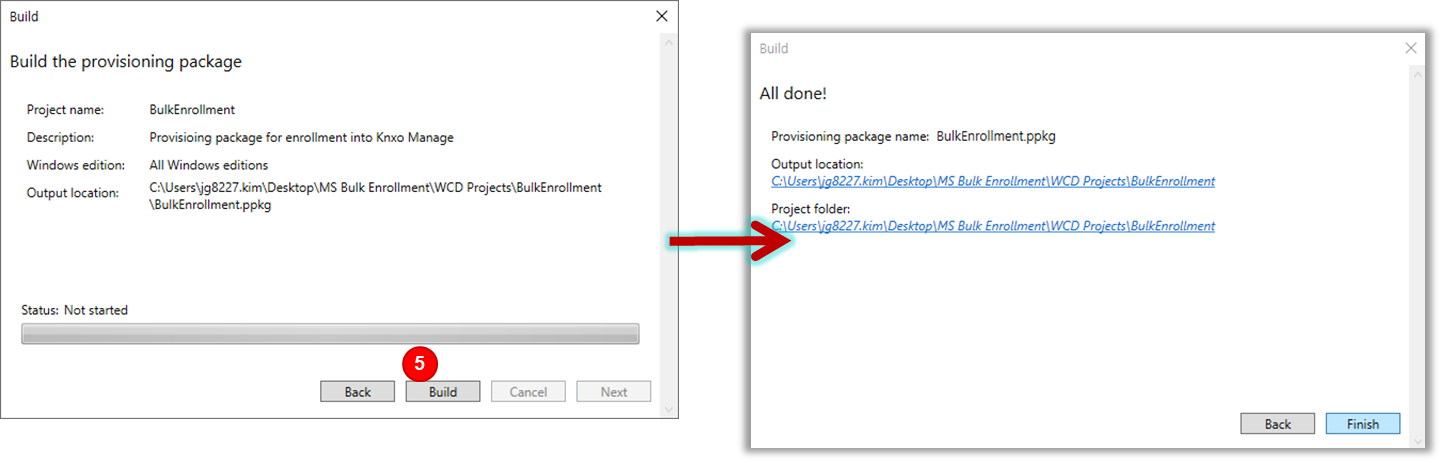 Build
Build the provisioning package
Project name: BulkEnrollment
Description: Provisioing package for enrollment into Knxo Manage
Windows edition: All Windows editions
Output location: C:\Users\jg8227.kim\Desktop\MS Bulk Enrollment\WCD Projects\BulkEnrollment
\BulkEnrollment.ppkg
Status: Not started
5
Back Build Cancel Next
Build
All done!
Provisioning package name: BulkEnrollment.ppkg
Output location:
C:\Users\jg8227.kim\Desktop\MS Bulk Enrollment\WCD Projects\BulkEnrollment
Project folder:
C:\Users\jg8227.kim\Desktop\MS Bulk Enrollment\WCD Projects\BulkEnrollment
Back Finish